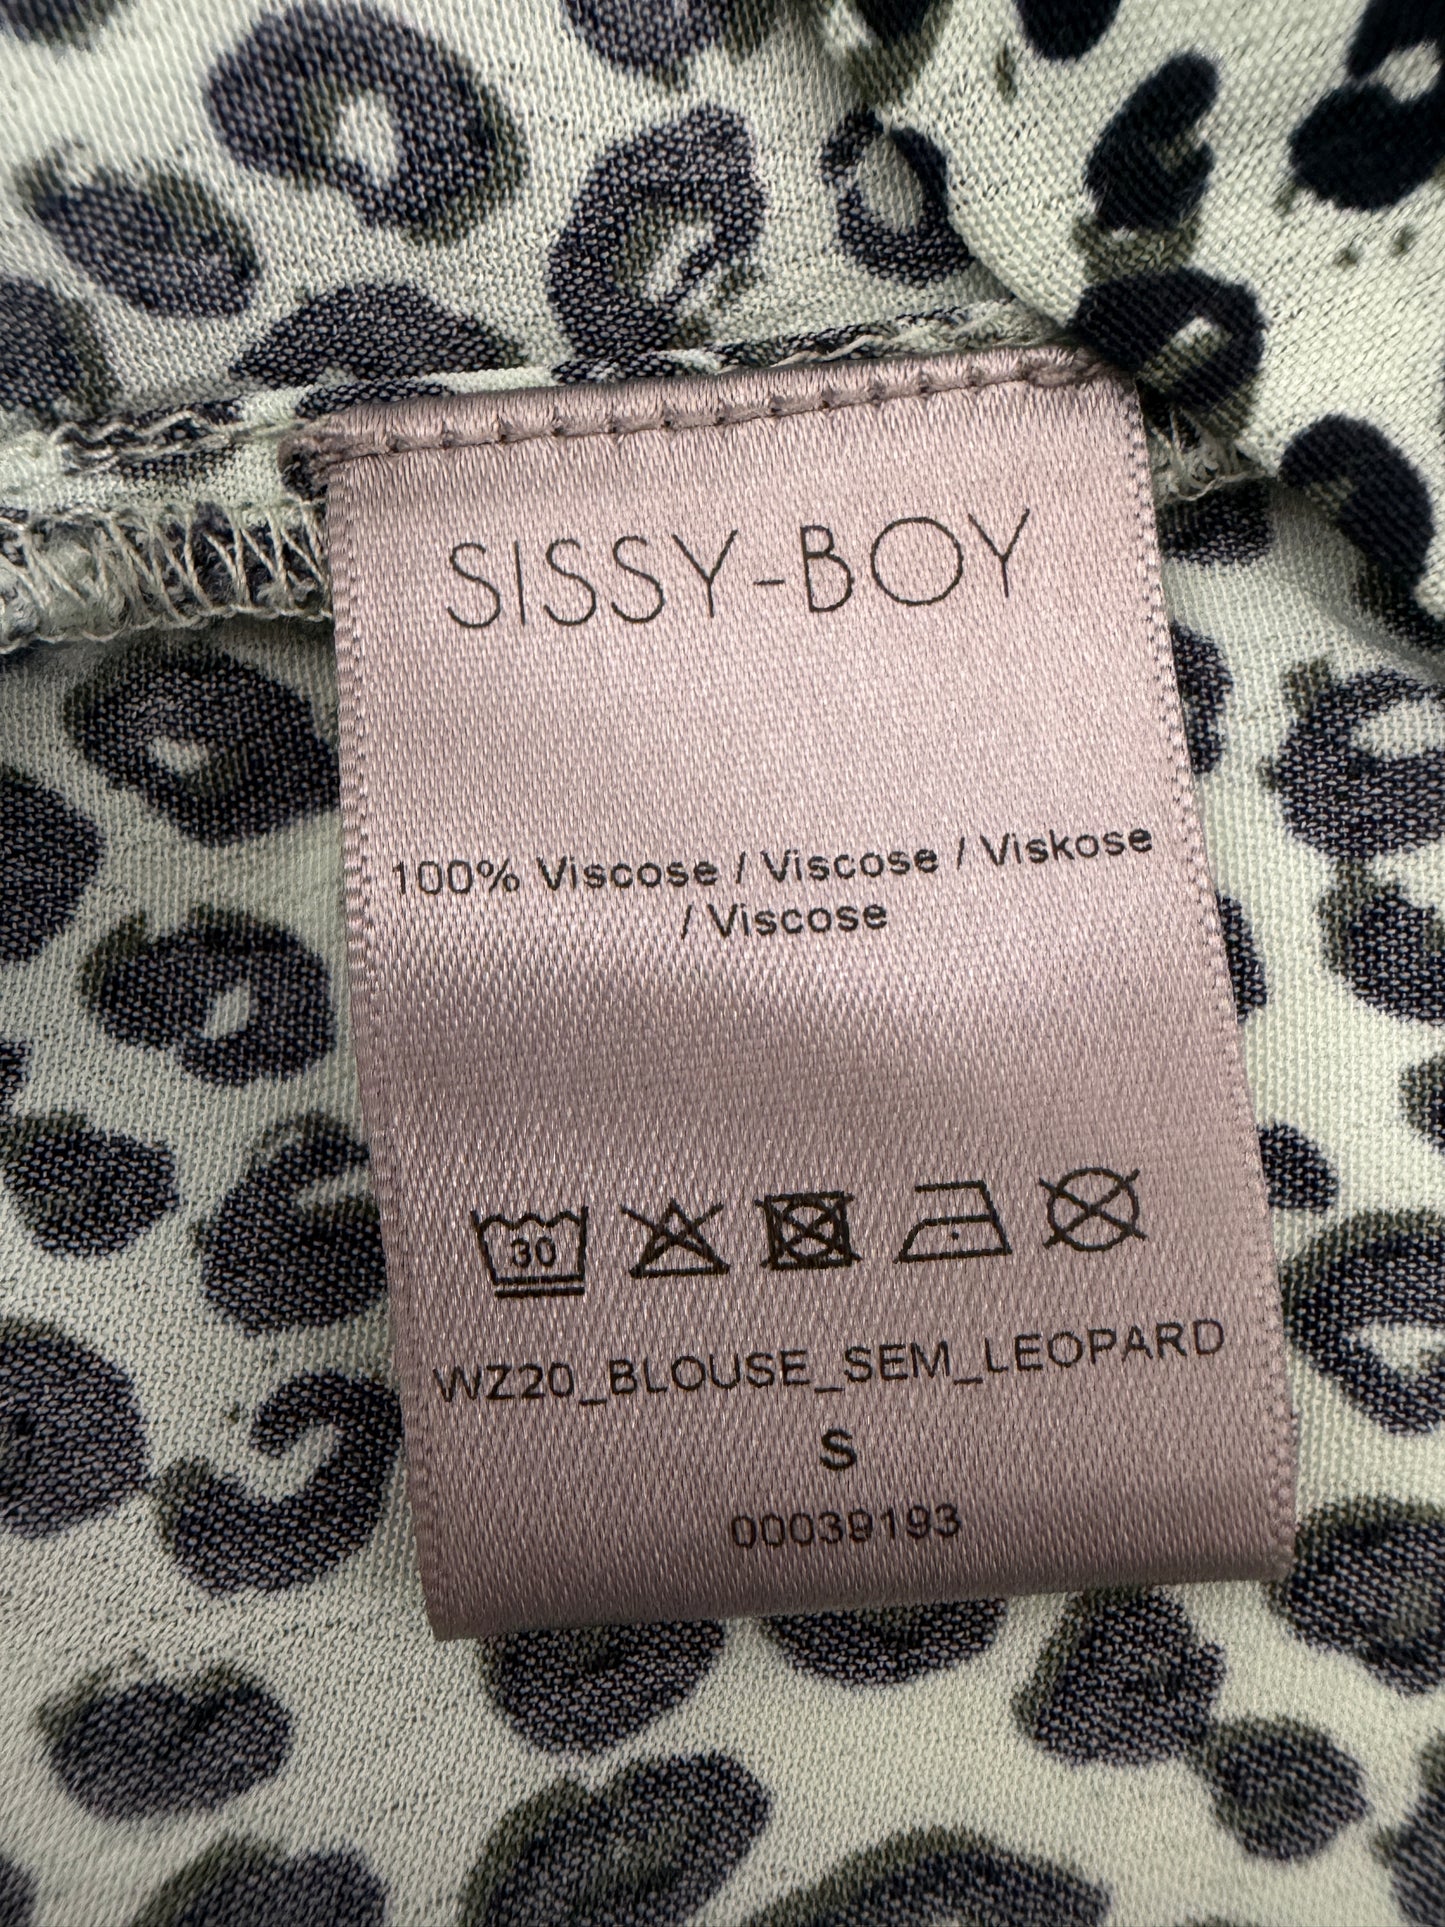 SISSY-BOY
100% Viscose / Viscose / Viskose
/ Viscose
30
WZ20_BLOUSE_SEM_LEOPARD
S
00039193